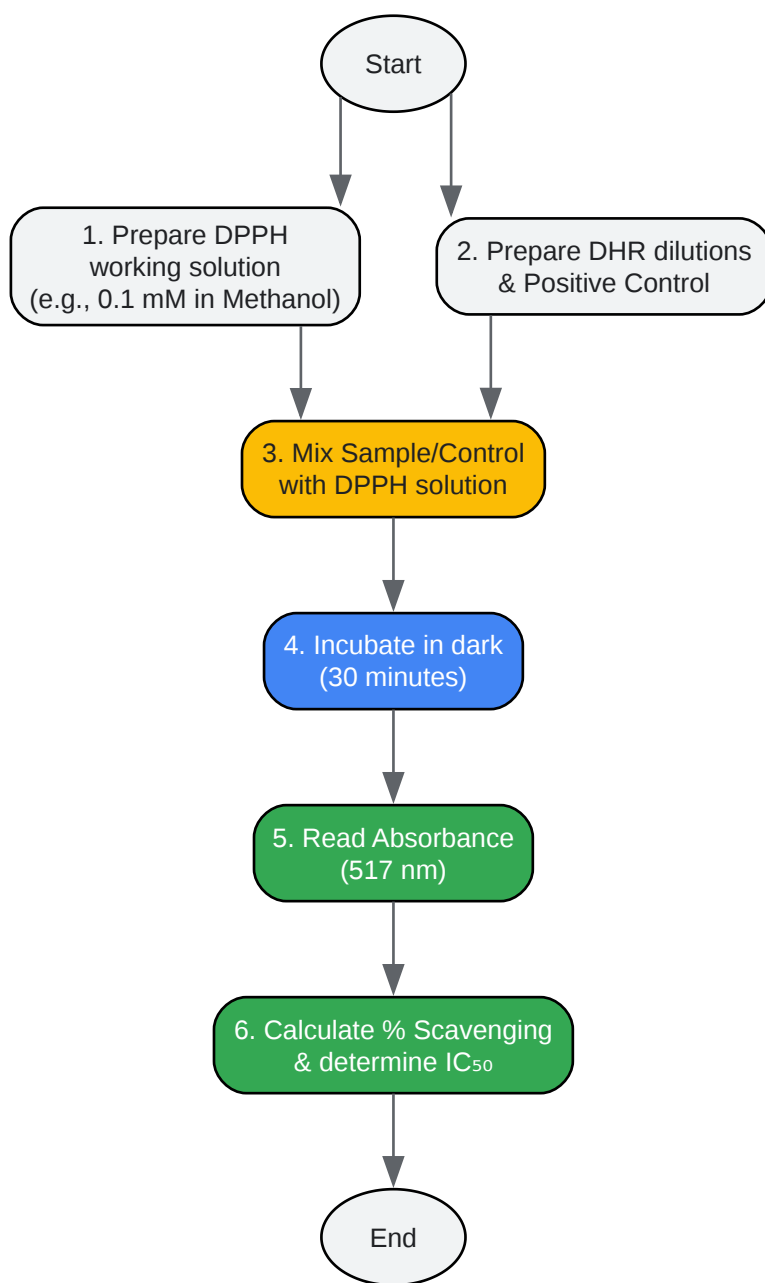 Start
1. Prepare DPPH
working solution
(e.g., 0.1 mM in Methanol)
2. Prepare DHR dilutions
& Positive Control
3. Mix Sample/Control
with DPPH solution
4. Incubate in dark
(30 minutes)
5. Read Absorbance
(517 nm)
6. Calculate % Scavenging
& determine IC₅₀
End